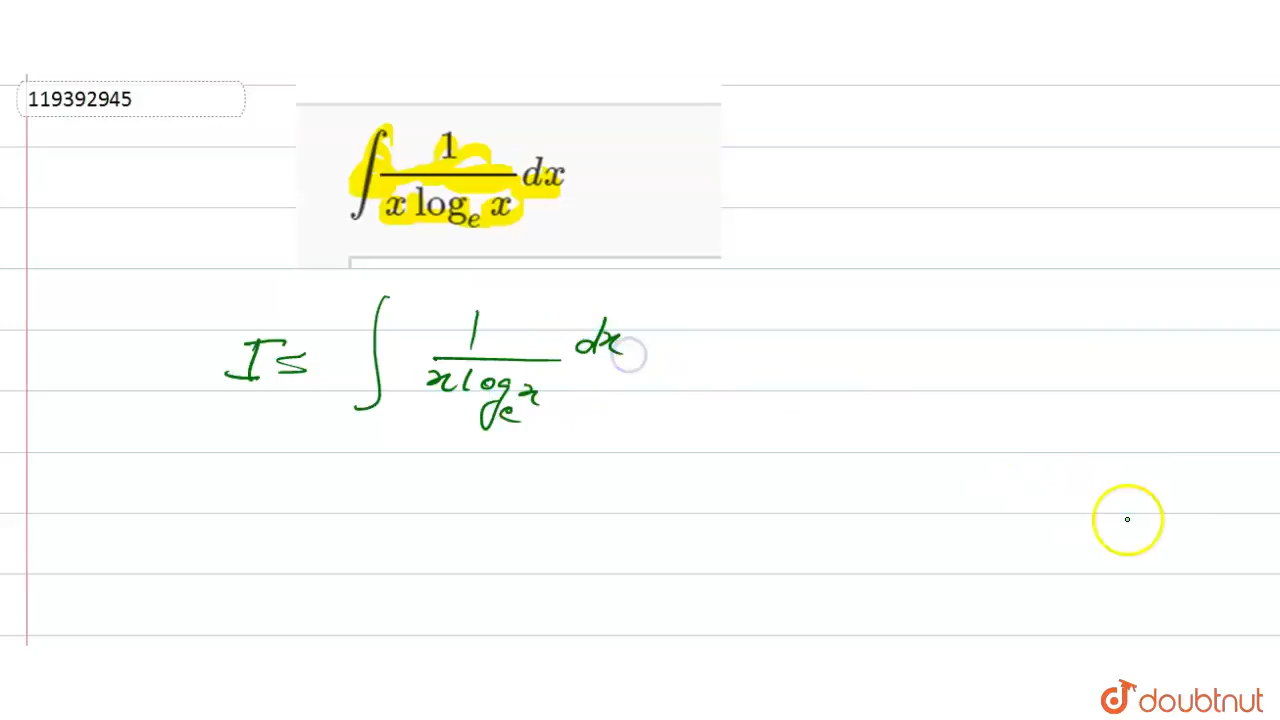 119392945
∫ 1/(x logₑ x) dx
I = ∫ 1/(x logₑ x) dx
doubtnut